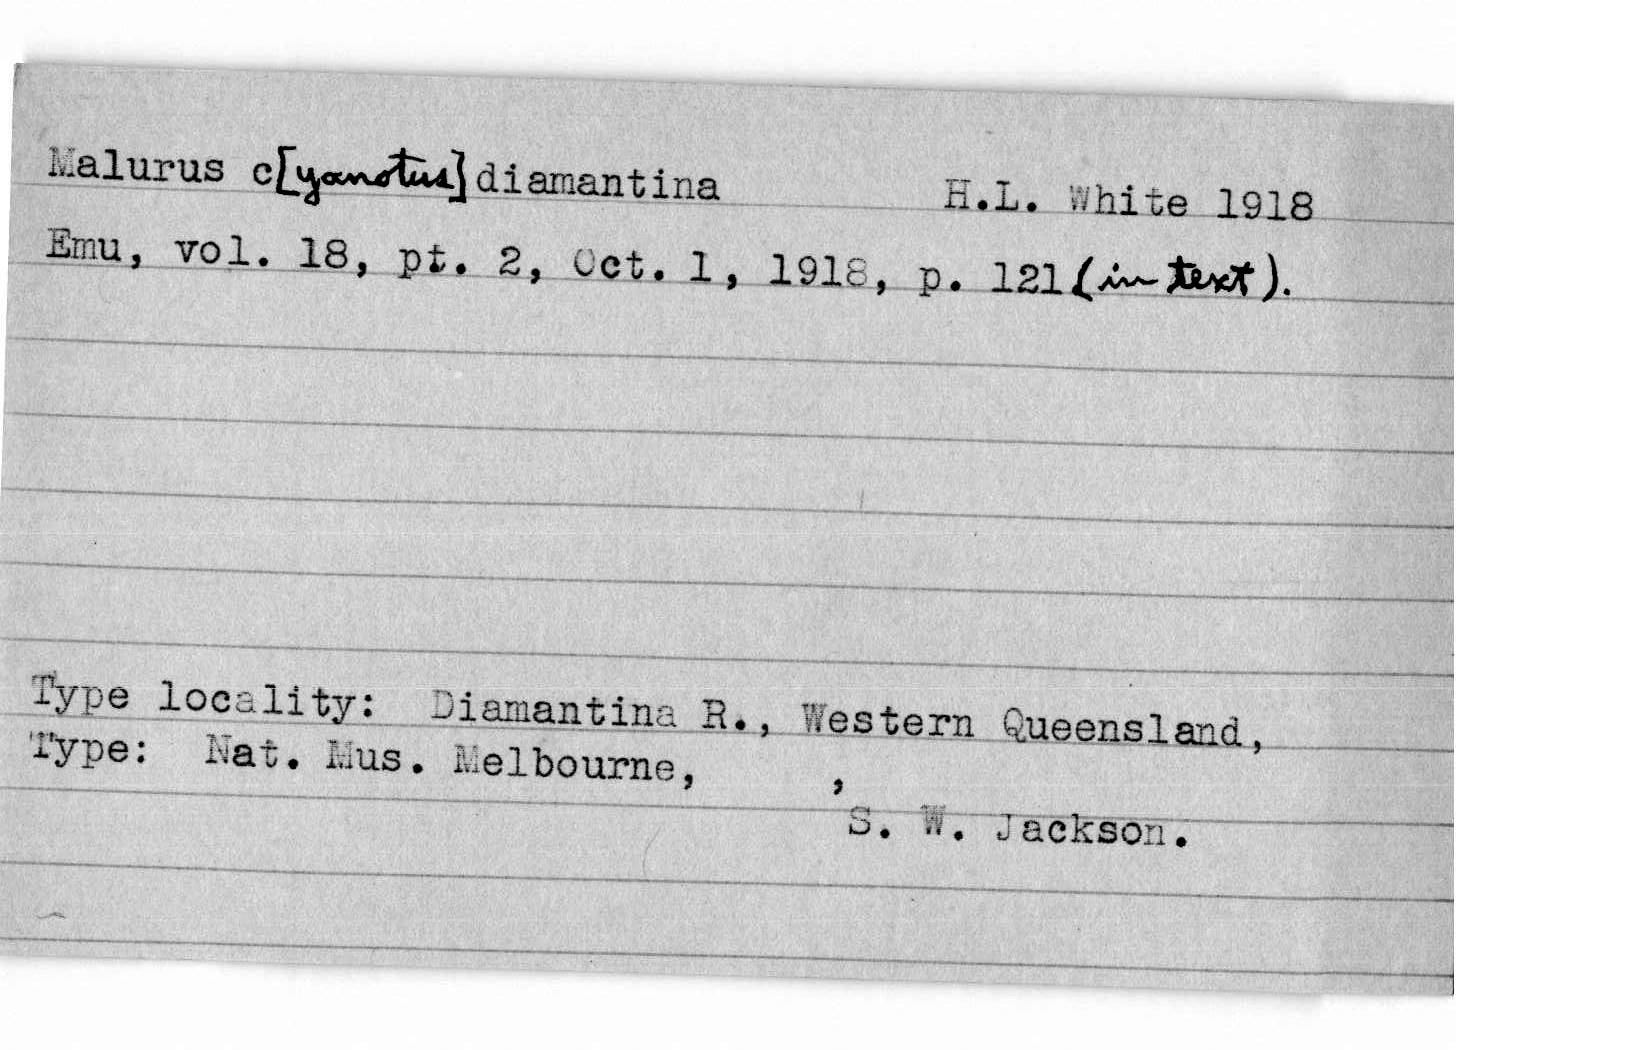 Malurus c[yanotus] diamantina H.L. White 1918
Emu, vol. 18, pt. 2, Oct. 1, 1918, p. 121 (in text).
Type locality: Diamantina R., Western Queensland,
Type: Nat. Mus. Melbourne, ,
S. W. Jackson.